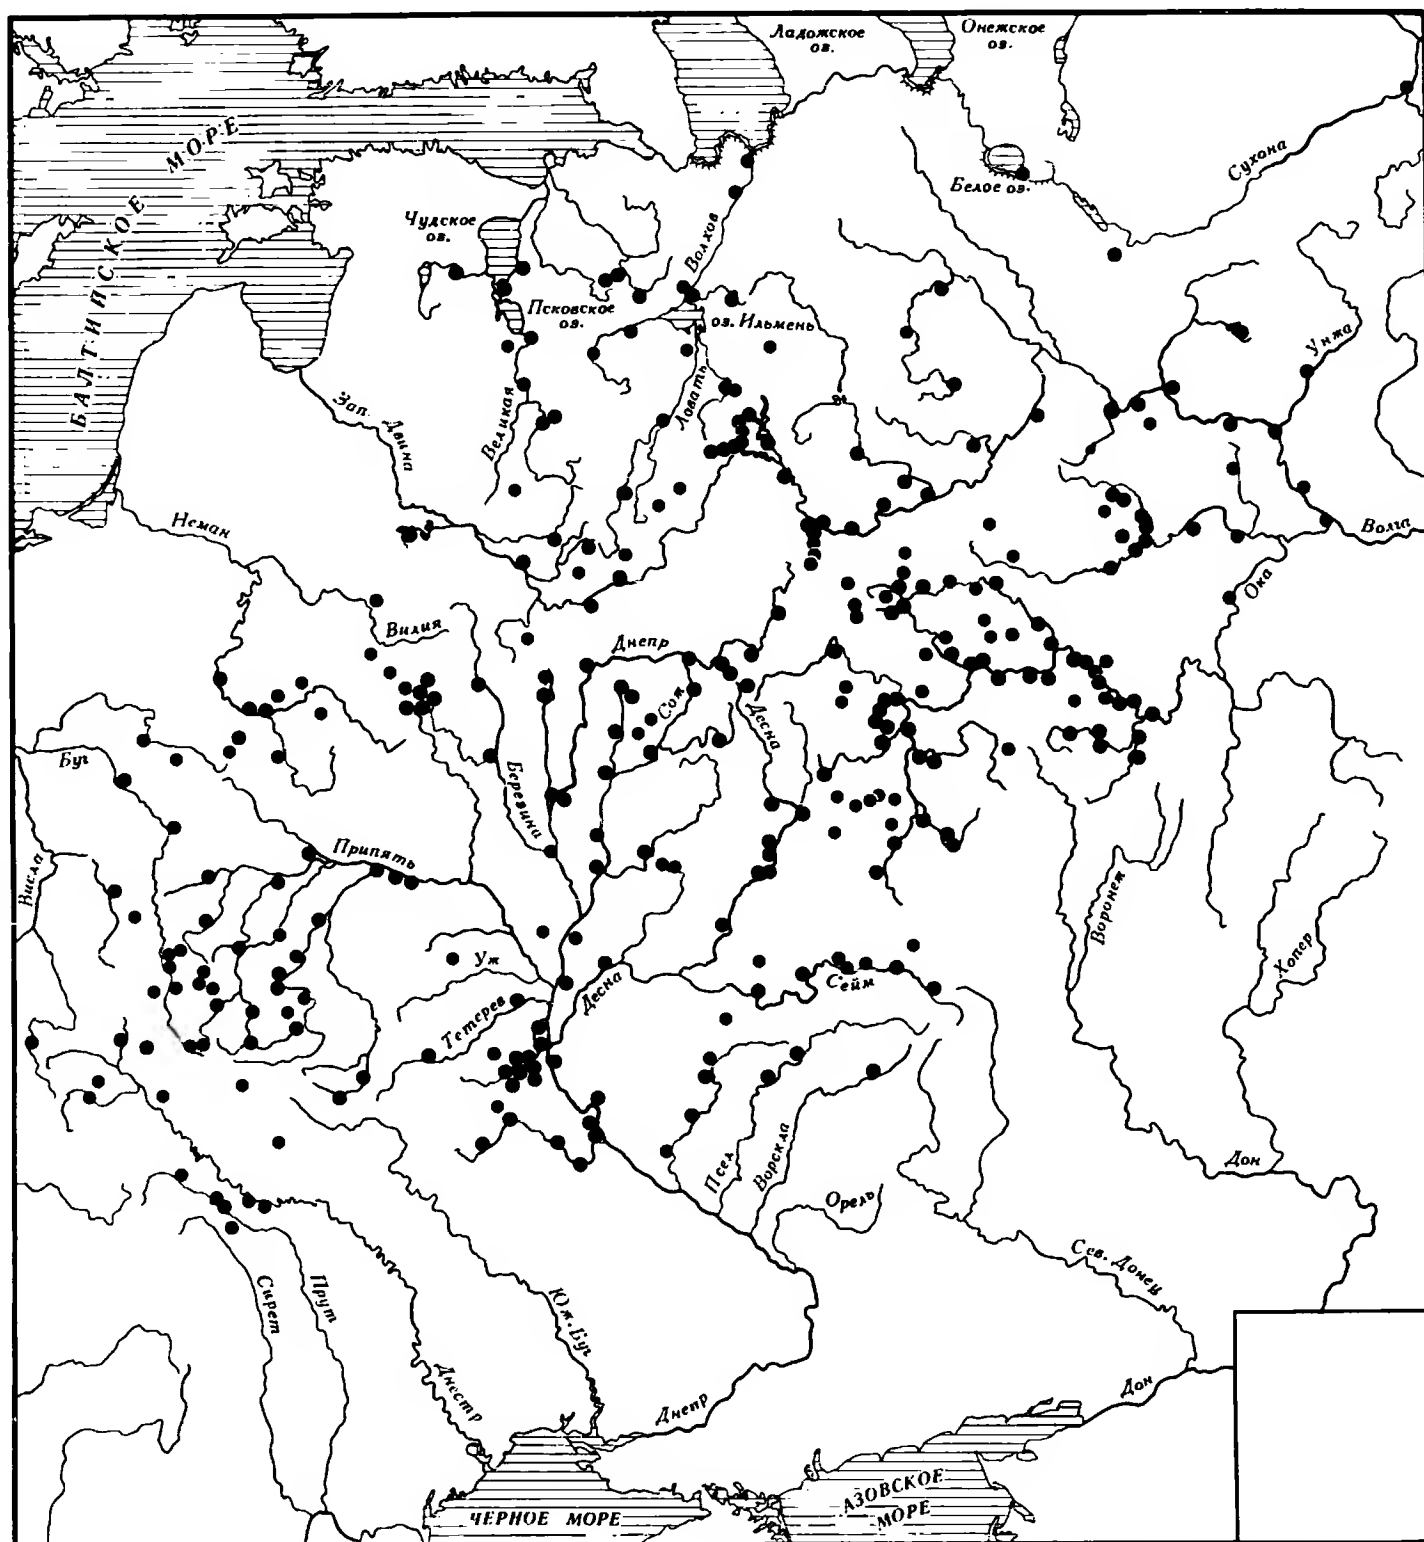 Ладожское
оз.
Онежское
оз.
БАЛТИЙСКОЕ МОРЕ
Сухона
Белое оз.
Чудское
оз.
Волхов
Псковское
оз.
оз. Ильмень
Унжа
Зап. Двина
Великая
Ловать
Неман
Волга
Ока
Вилия
Днепр
Сож
Десна
Буг
Березина
Припять
Висла
Воронеж
Хопер
Уж
Десна
Сейм
Тетерев
Псел
Ворскла
Дон
Орель
Сев. Донец
Сирет
Прут
Юж. Буг
Днестр
Днепр
Дон
АЗОВСКОЕ
МОРЕ
ЧЕРНОЕ МОРЕ